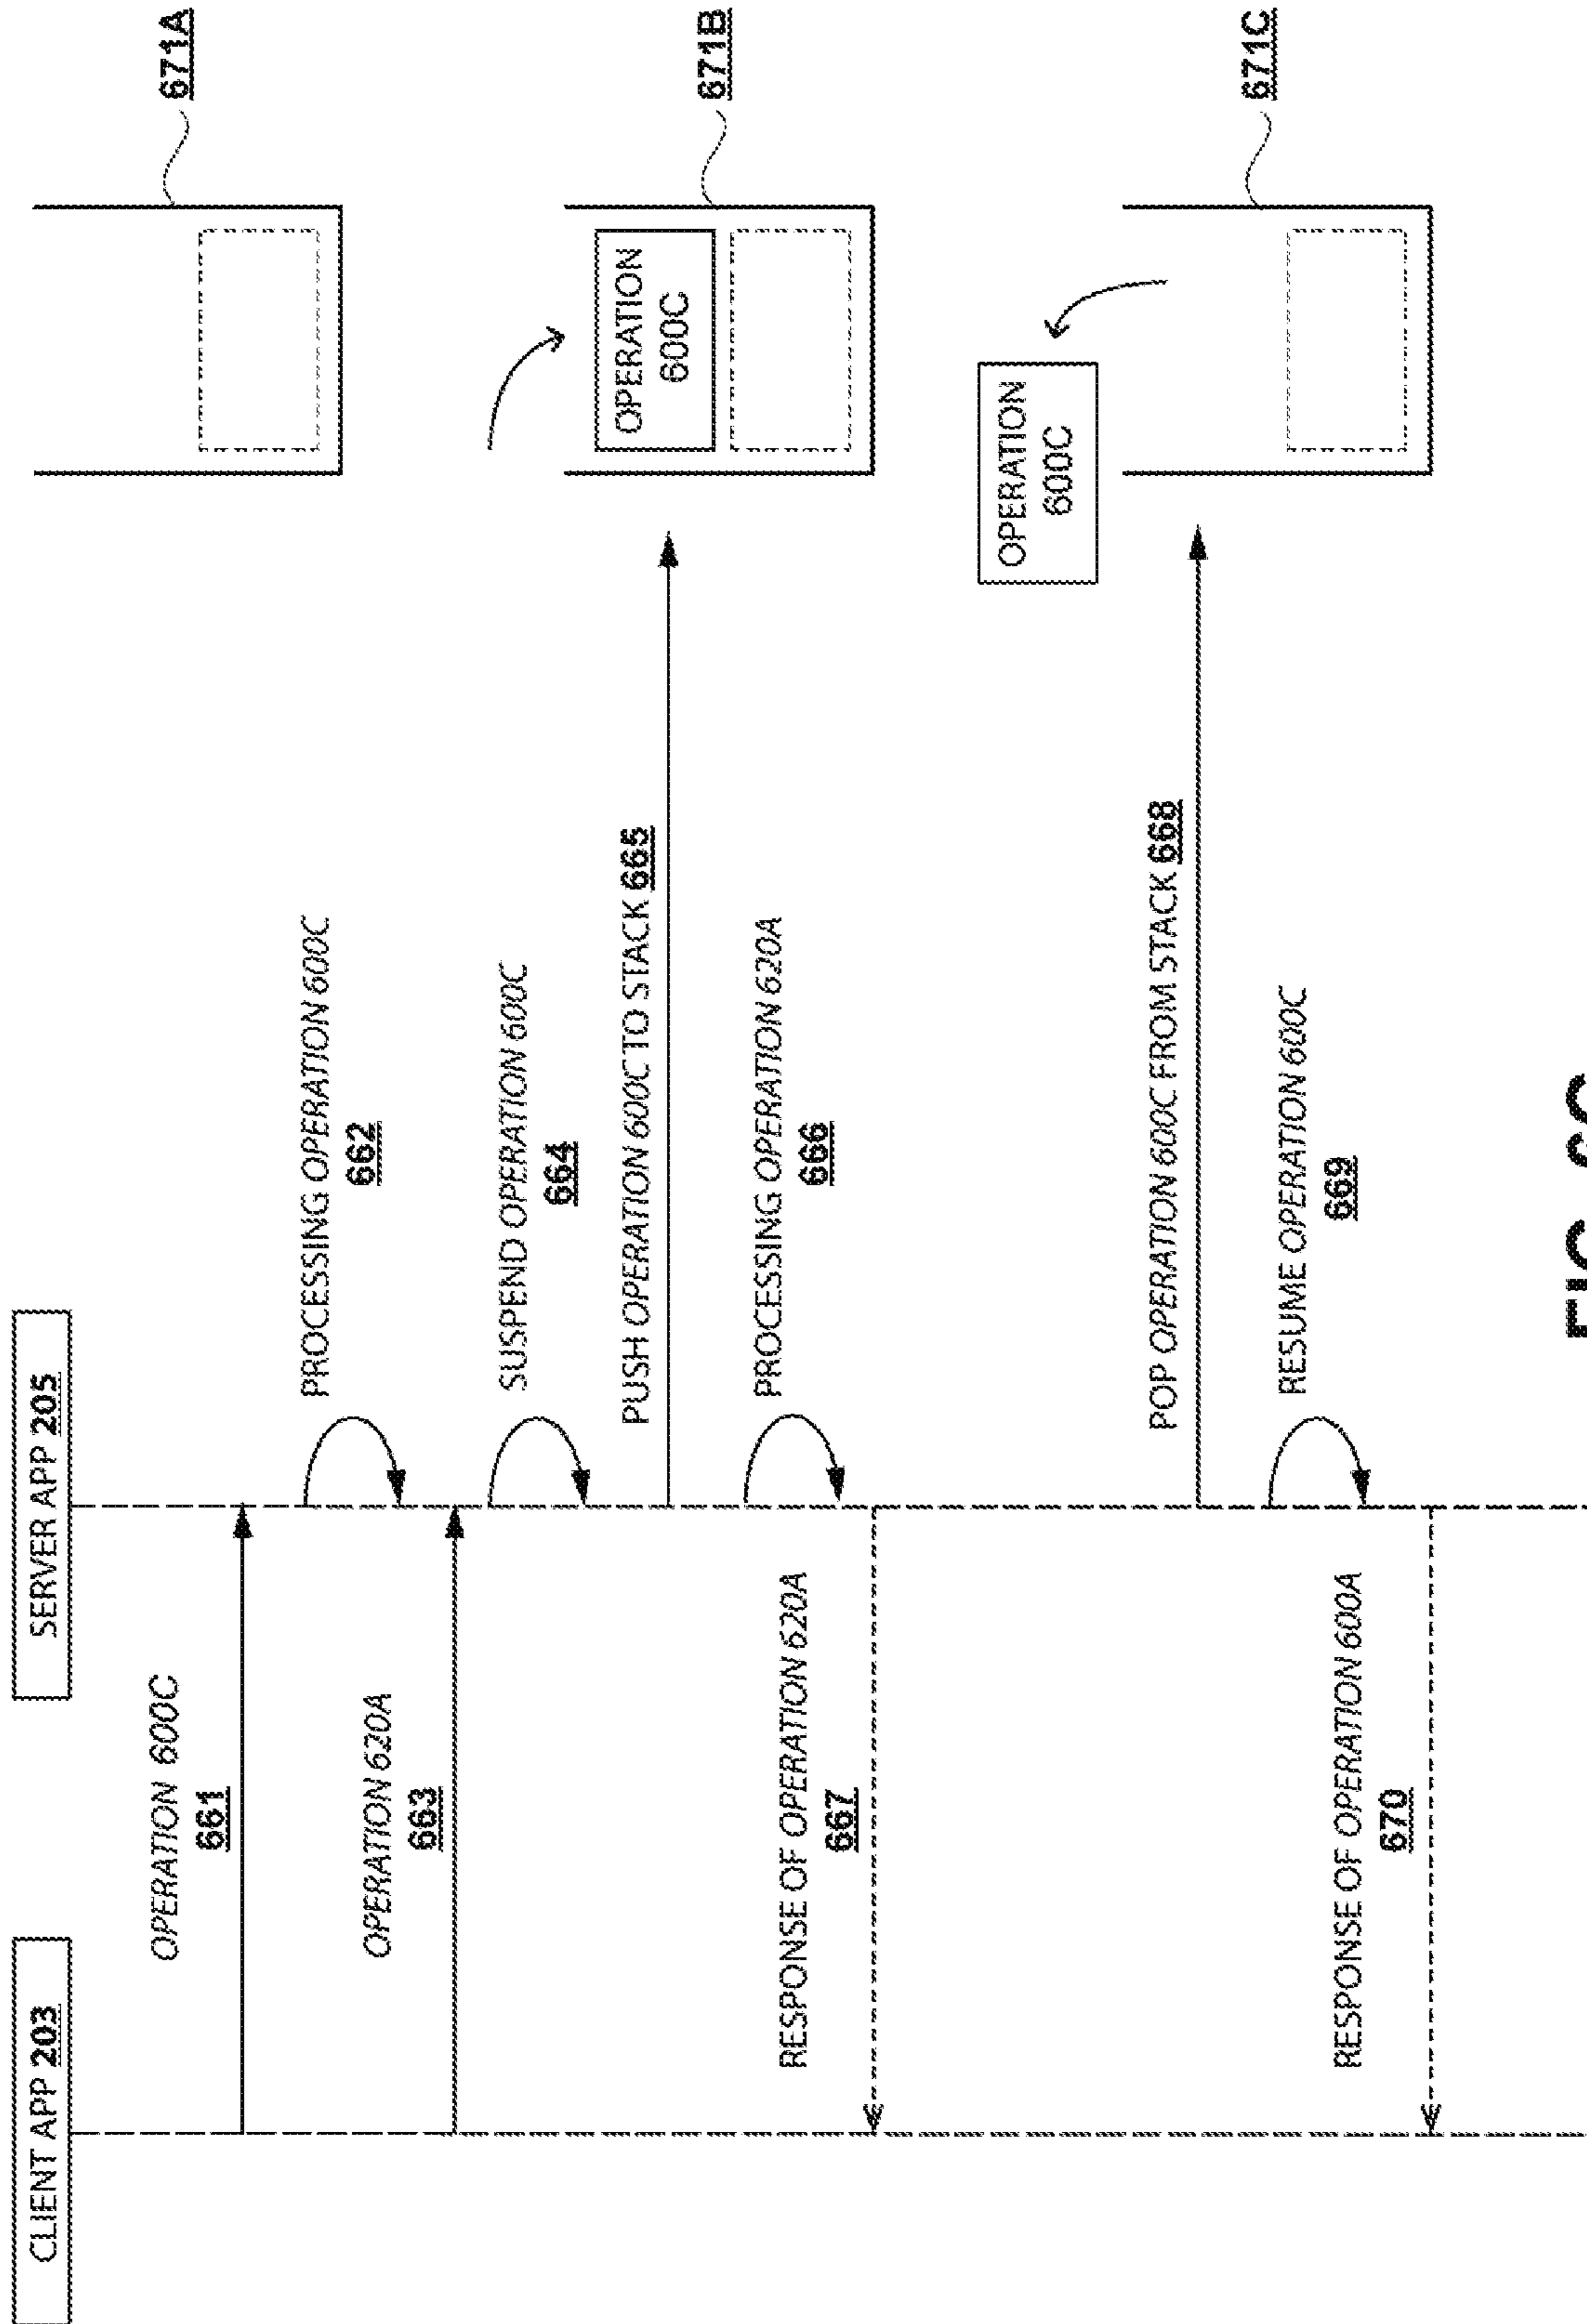 CLIENT APP 203
SERVER APP 205
OPERATION 600C
661
671A
PROCESSING OPERATION 600C
662
OPERATION 620A
663
SUSPEND OPERATION 600C
664
PUSH OPERATION 600C TO STACK 665
OPERATION
600C
671B
PROCESSING OPERATION 620A
666
RESPONSE OF OPERATION 620A
667
OPERATION
600C
POP OPERATION 600C FROM STACK 668
671C
RESUME OPERATION 600C
669
RESPONSE OF OPERATION 600A
670